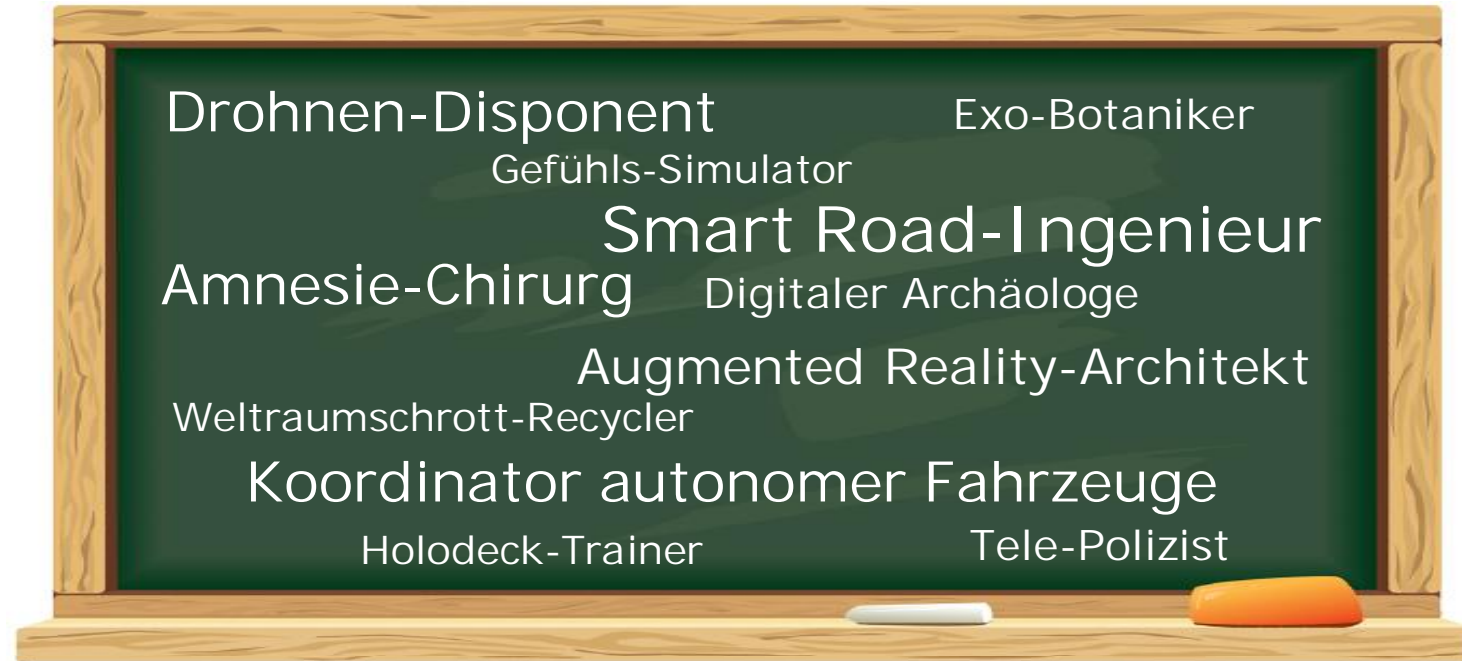 Drohnen-Disponent
Exo-Botaniker
Gefühls-Simulator
Smart Road-Ingenieur
Amnesie-Chirurg
Digitaler Archäologe
Augmented Reality-Architekt
Weltraumschrott-Recycler
Koordinator autonomer Fahrzeuge
Holodeck-Trainer
Tele-Polizist